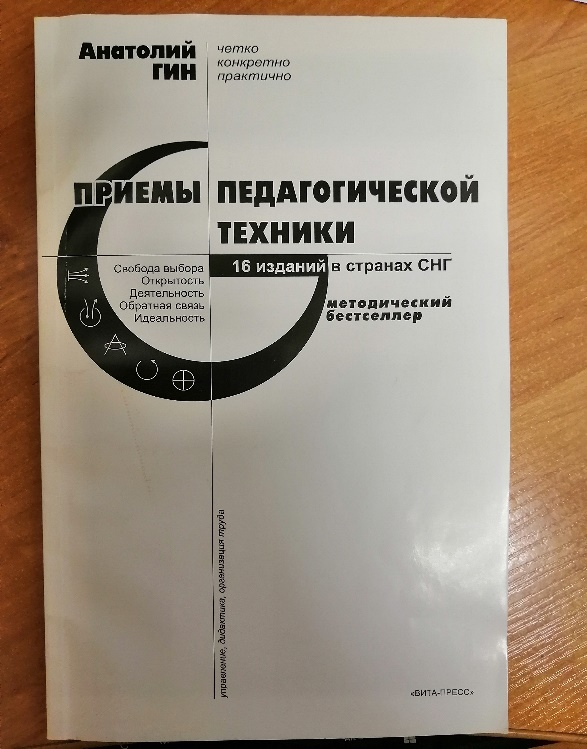 Анатолий
ГИН
четко
конкретно
практично
ПРИЕМЫ ПЕДАГОГИЧЕСКОЙ
ТЕХНИКИ
Свобода выбора
Открытость
Деятельность
Обратная связь
Идеальность
16 изданий в странах СНГ
методический
бестселлер
управление, дидактика, организация труда
«ВИТА-ПРЕСС»